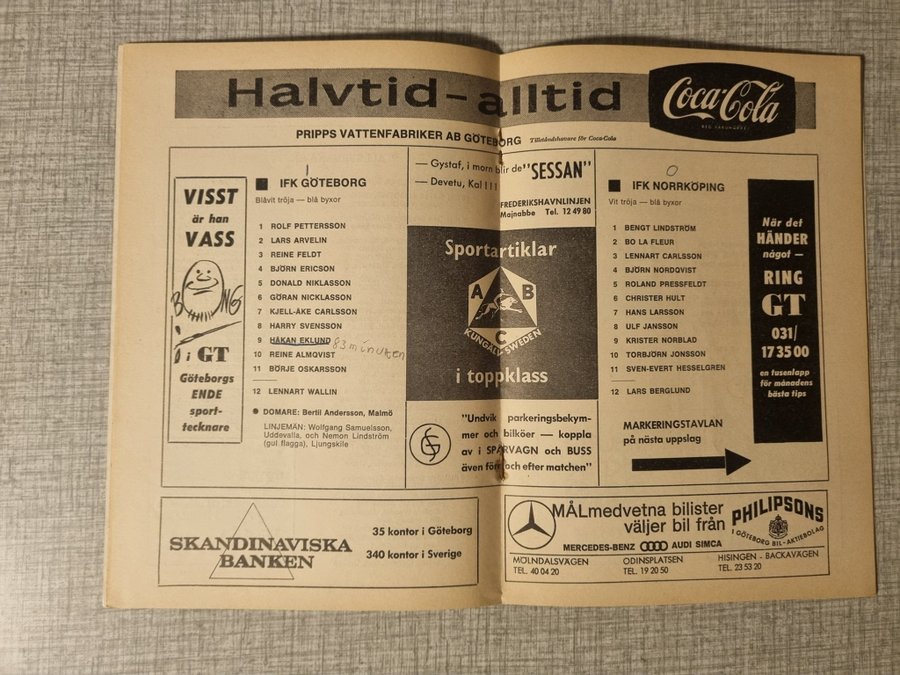 Halvtid-alltid
Coca-Cola
REG. VARUMÄRKE
PRIPPS VATTENFABRIKER AB GÖTEBORG Tillståndshavare för Coca-Cola
VISST
är han
VASS
BONG
i GT
Göteborgs
ENDE
sport-
tecknare
1
IFK GÖTEBORG
Blåvit tröja — blå byxor
1 ROLF PETTERSSON
2 LARS ARVELIN
3 REINE FELDT
4 BJÖRN ERICSON
5 DONALD NIKLASSON
6 GÖRAN NICKLASSON
7 KJELL-ÅKE CARLSSON
8 HARRY SVENSSON
9 HÅKAN EKLUND 83 minuten
10 REINE ALMQVIST
11 BÖRJE OSKARSSON
12 LENNART WALLIN
DOMARE: Bertil Andersson, Malmö
LINJEMÄN: Wolfgang Samuelsson,
Uddevalla, och Nemon Lindström
(gul flagga), Ljungskile
— Gystaf, i morn blir de "SESSAN"
— Devetu, Kal!!!
FREDERIKSHAVNLINJEN
Majnabbe Tel. 12 49 80
Sportartiklar
A B
C
KUNGÄLV SWEDEN
i toppklass
GS
"Undvik parkeringsbekym-
mer och bilköer — koppla
av i SPÅRVAGN och BUSS
även före och efter matchen"
0
IFK NORRKÖPING
Vit tröja — blå byxor
1 BENGT LINDSTRÖM
2 BO LA FLEUR
3 LENNART CARLSSON
4 BJÖRN NORDQVIST
5 ROLAND PRESSFELDT
6 CHRISTER HULT
7 HANS LARSSON
8 ULF JANSSON
9 KRISTER NORBLAD
10 TORBJÖRN JONSSON
11 SVEN-EVERT HESSELGREN
12 LARS BERGLUND
MARKERINGSTAVLAN
på nästa uppslag
När det
HÄNDER
något —
RING
GT
031/
17 35 00
en tusenlapp
för månadens
bästa tips
SKANDINAVISKA
BANKEN
35 kontor i Göteborg
340 kontor i Sverige
MÅLmedvetna bilister
väljer bil från
PHILIPSONS
I GÖTEBORG BIL-AKTIEBOLAG
MERCEDES-BENZ AUDI SIMCA
MÖLNDALSVÄGEN
TEL. 40 04 20
ODINSPLATSEN
TEL. 19 20 50
HISINGEN - BACKAVÄGEN
TEL. 23 53 20